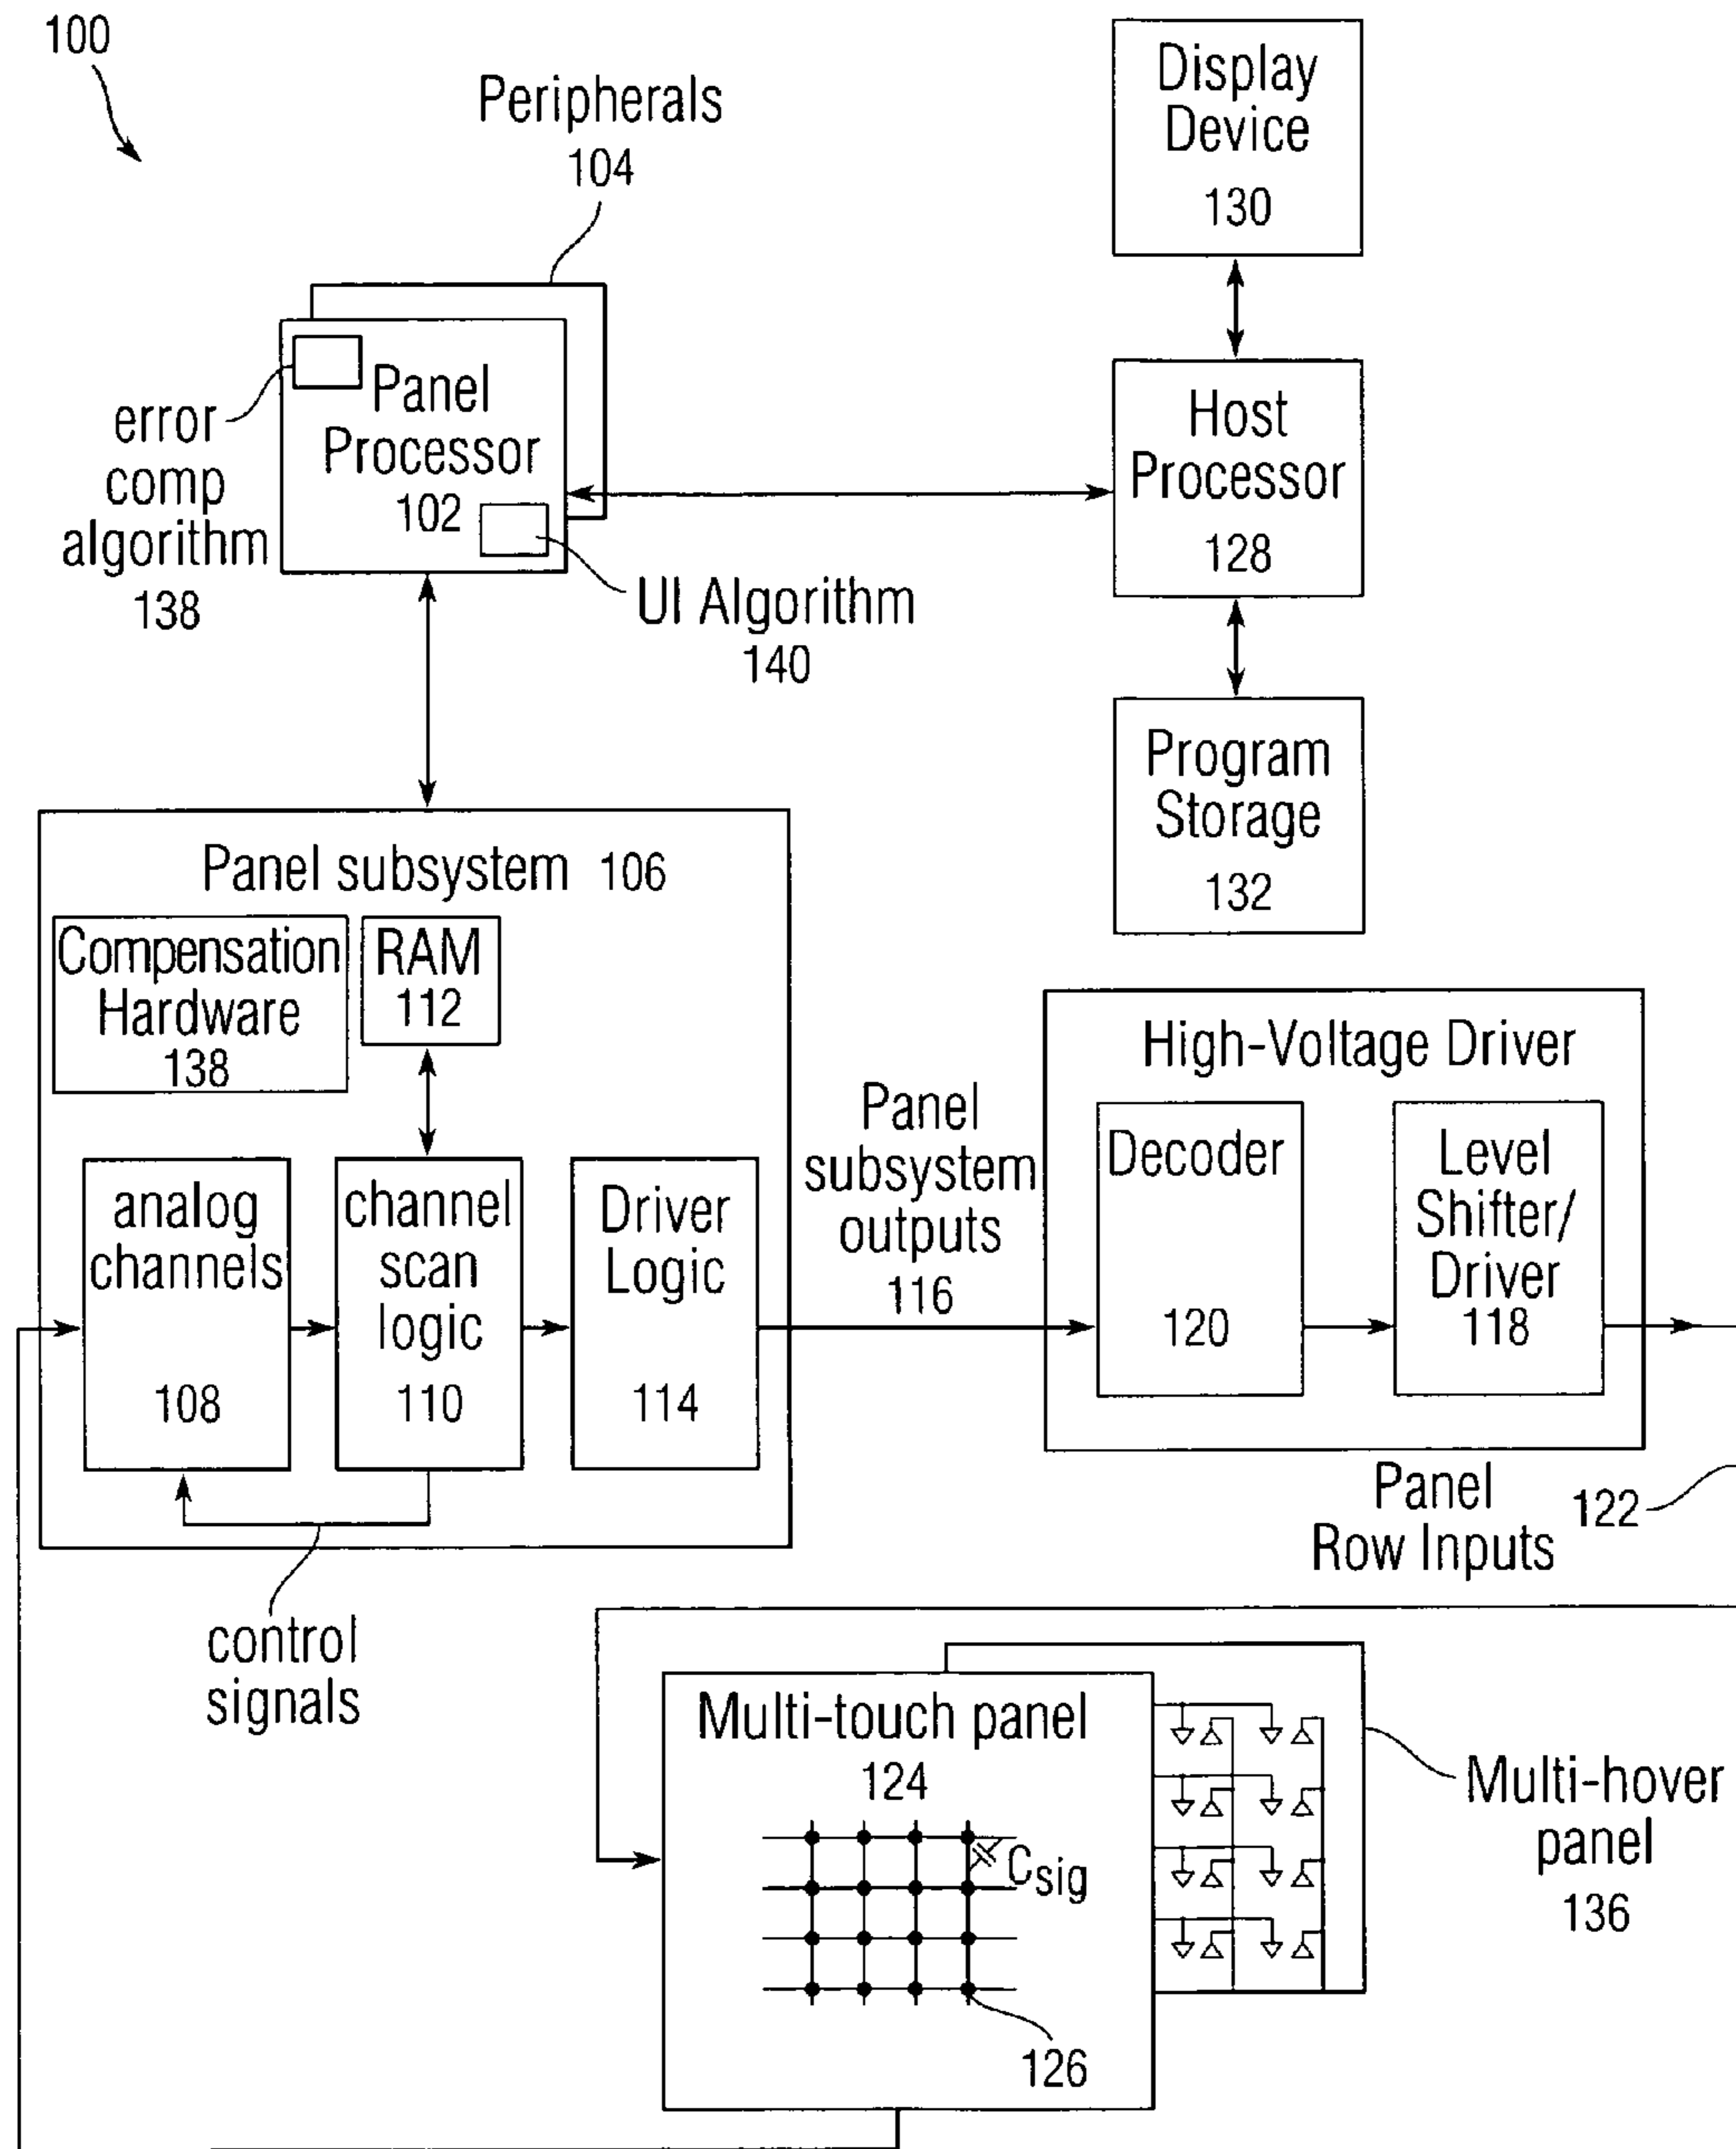 100
Peripherals
104
Display
Device
130
Panel
Processor
102
error
comp
algorithm
138
UI Algorithm
140
Host
Processor
128
Program
Storage
132
Panel subsystem 106
Compensation
Hardware
138
RAM
112
analog
channels
108
channel
scan
logic
110
Driver
Logic
114
control
signals
Panel
subsystem
outputs
116
High-Voltage Driver
Decoder
120
Level
Shifter/
Driver
118
Panel
Row Inputs
122
Multi-touch panel
124
Csig
126
Multi-hover
panel
136